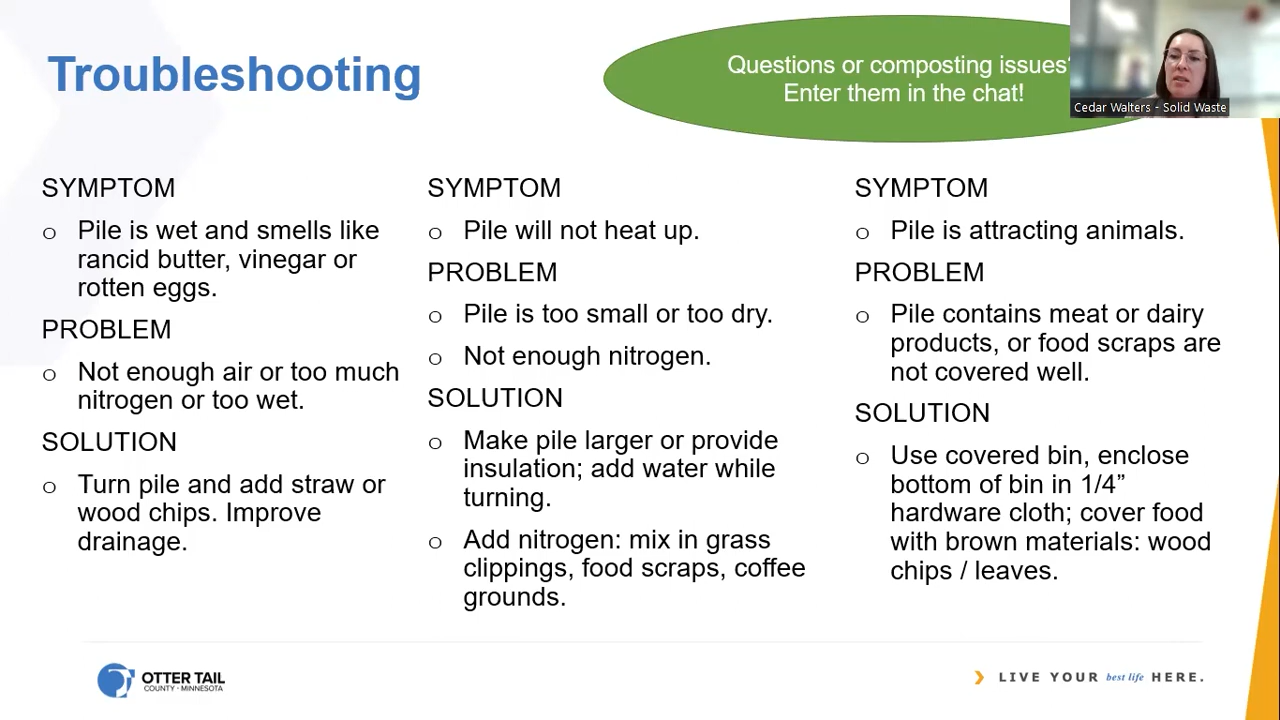 Troubleshooting
Questions or composting issues?
Enter them in the chat!
Cedar Walters - Solid Waste
SYMPTOM
o Pile is wet and smells like
rancid butter, vinegar or
rotten eggs.
PROBLEM
o Not enough air or too much
nitrogen or too wet.
SOLUTION
o Turn pile and add straw or
wood chips. Improve
drainage.
SYMPTOM
o Pile will not heat up.
PROBLEM
o Pile is too small or too dry.
o Not enough nitrogen.
SOLUTION
o Make pile larger or provide
insulation; add water while
turning.
o Add nitrogen: mix in grass
clippings, food scraps, coffee
grounds.
SYMPTOM
o Pile is attracting animals.
PROBLEM
o Pile contains meat or dairy
products, or food scraps are
not covered well.
SOLUTION
o Use covered bin, enclose
bottom of bin in 1/4”
hardware cloth; cover food
with brown materials: wood
chips / leaves.
OTTER TAIL
COUNTY · MINNESOTA
LIVE YOUR best life HERE.